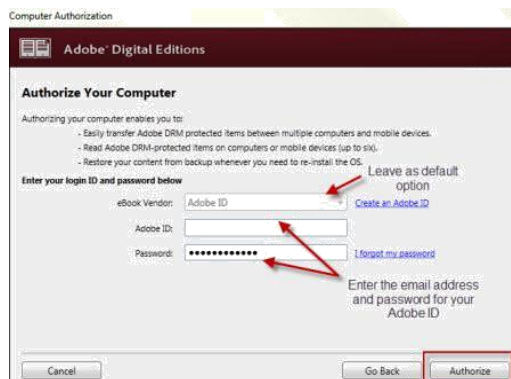 Computer Authorization
Adobe® Digital Editions
Authorize Your Computer
Authorizing your computer enables you to:
- Easily transfer Adobe DRM protected items between multiple computers and mobile devices.
- Read Adobe DRM-protected items on computers or mobile devices (up to six).
- Restore your content from backup whenever you need to re-install the OS.
Leave as default
option
Enter your login ID and password below
eBook Vendor: Adobe ID Create an Adobe ID
Adobe ID:
Password: •••••••••••• I forgot my password
Enter the email address
and password for your
Adobe ID
Cancel Go Back Authorize